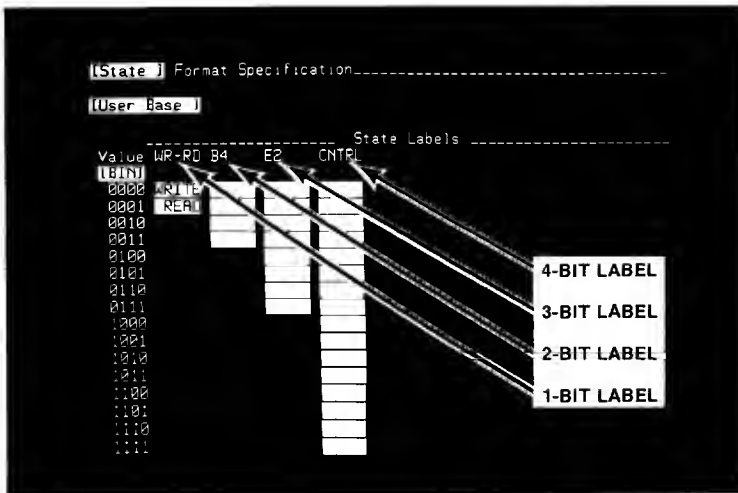 [State ] Format Specification
[User Base ]
State Labels
Value WR-RD B4 E2 CNTRL
[BIN]
0000 WRITE
0001 READ
0010
0011
0100
0101
0110
0111
1000
1001
1010
1011
1100
1101
1110
1111
4-BIT LABEL
3-BIT LABEL
2-BIT LABEL
1-BIT LABEL